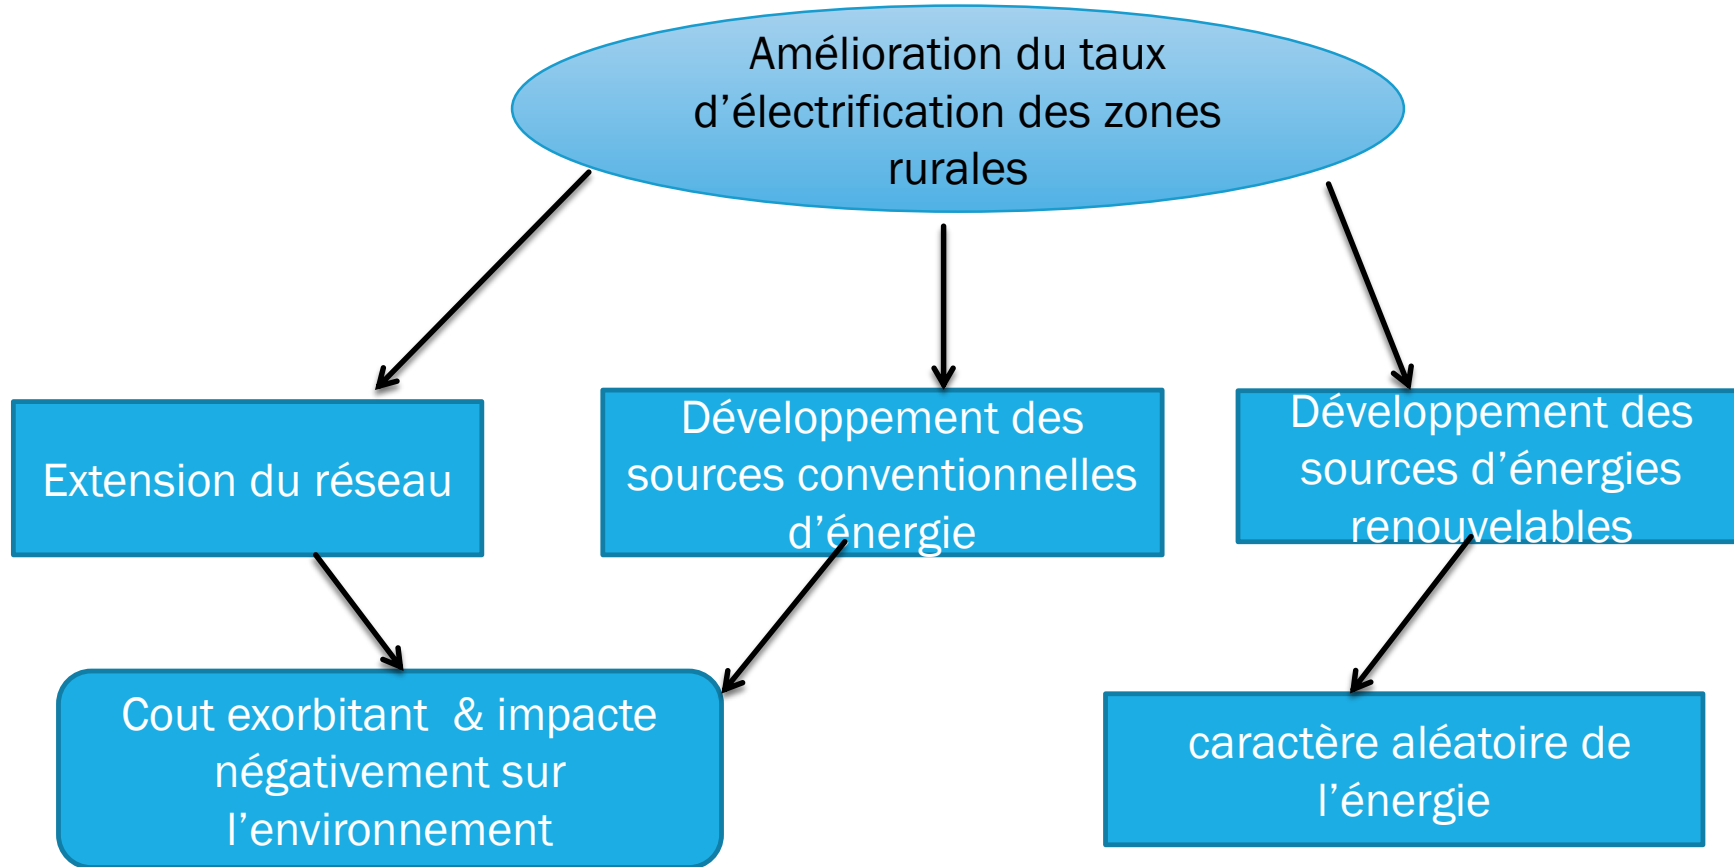 Amélioration du taux
d’électrification des zones
rurales
Extension du réseau
Développement des
sources conventionnelles
d’énergie
Développement des
sources d’énergies
renouvelables
Cout exorbitant  & impacte
négativement sur
l’environnement
caractère aléatoire de
l’énergie